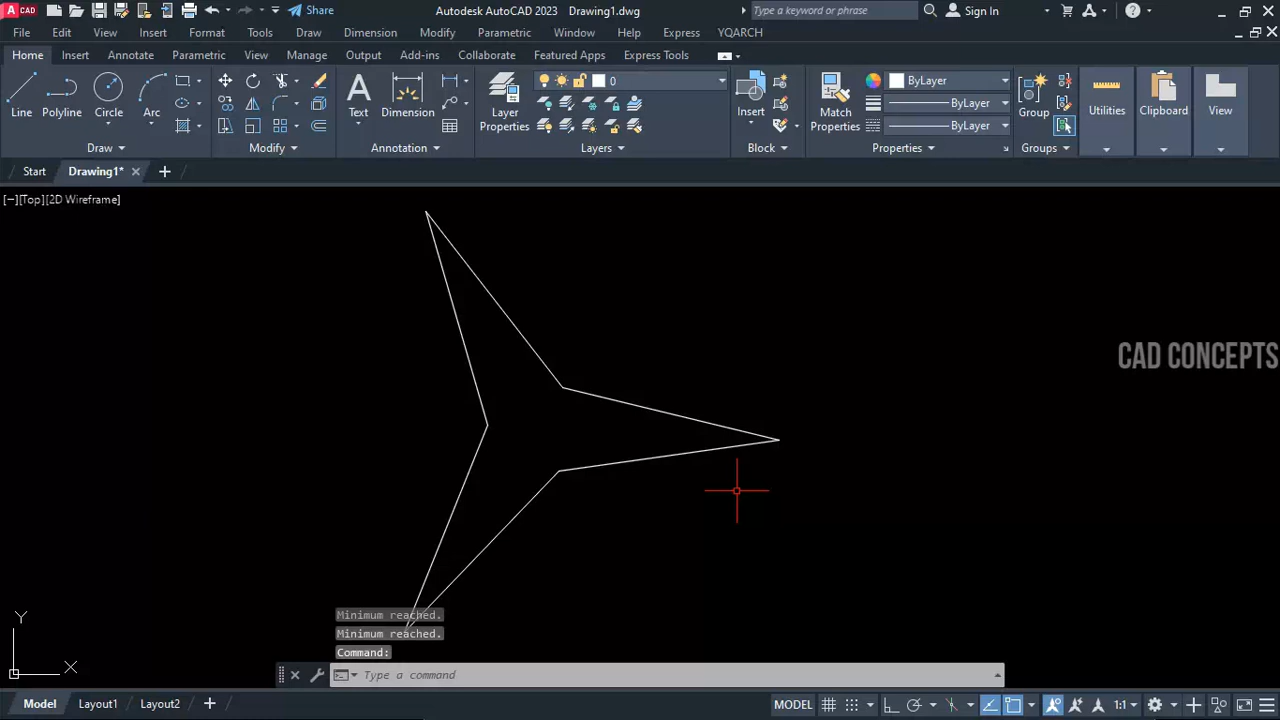 CAD
Share
Autodesk AutoCAD 2023 Drawing1.dwg
Type a keyword or phrase
Sign In
File Edit View Insert Format Tools Draw Dimension Modify Parametric Window Help Express YQARCH
Home Insert Annotate Parametric View Manage Output Add-ins Collaborate Featured Apps Express Tools
0
ByLayer
ByLayer
ByLayer
Line Polyline Circle Arc
Text Dimension
Layer Properties
Insert
Match Properties
Group
Utilities
Clipboard
View
Draw Modify Annotation Layers Block Properties Groups
Start Drawing1*
[−][Top][2D Wireframe]
CAD CONCEPTS
Minimum reached.
Minimum reached.
Command:
Y
X
Type a command
Model Layout1 Layout2
MODEL
1:1